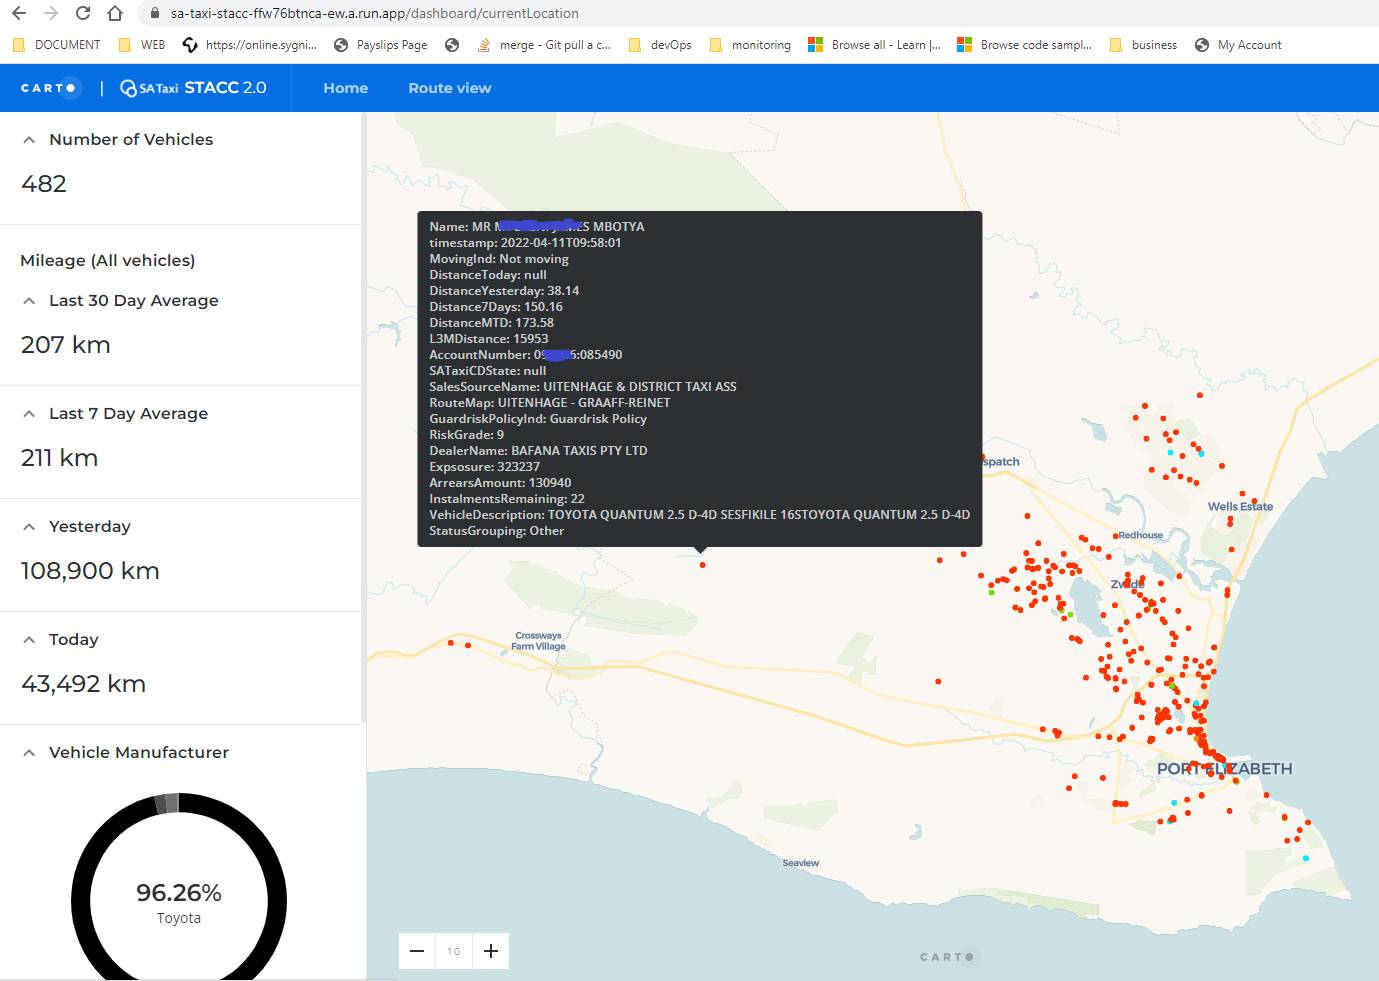 sa-taxi-stacc-ffw76btnca-ew.a.run.app/dashboard/currentLocation
DOCUMENT WEB https://online.sygni... Payslips Page merge - Git pull a c... devOps monitoring Browse all - Learn |... Browse code sampl... business My Account
CARTO | SA Taxi STACC 2.0 Home Route view
Number of Vehicles
482
Mileage (All vehicles)
Last 30 Day Average
207 km
Last 7 Day Average
211 km
Yesterday
108,900 km
Today
43,492 km
Vehicle Manufacturer
96.26%
Toyota
Name: MR MBOTYA
timestamp: 2022-04-11T09:58:01
MovingInd: Not moving
DistanceToday: null
DistanceYesterday: 38.14
Distance7Days: 150.16
DistanceMTD: 173.58
L3MDistance: 15953
AccountNumber: :085490
SATaxiCDState: null
SalesSourceName: UITENHAGE & DISTRICT TAXI ASS
RouteMap: UITENHAGE - GRAAFF-REINET
GuardriskPolicyInd: Guardrisk Policy
RiskGrade: 9
DealerName: BAFANA TAXIS PTY LTD
Expsosure: 323237
ArrearsAmount: 130940
InstalmentsRemaining: 22
VehicleDescription: TOYOTA QUANTUM 2.5 D-4D SESFIKILE 16STOYOTA QUANTUM 2.5 D-4D
StatusGrouping: Other
spatch
Wells Estate
Redhouse
Zwide
Crossways
Farm Village
PORT ELIZABETH
Seaview
10
CARTO